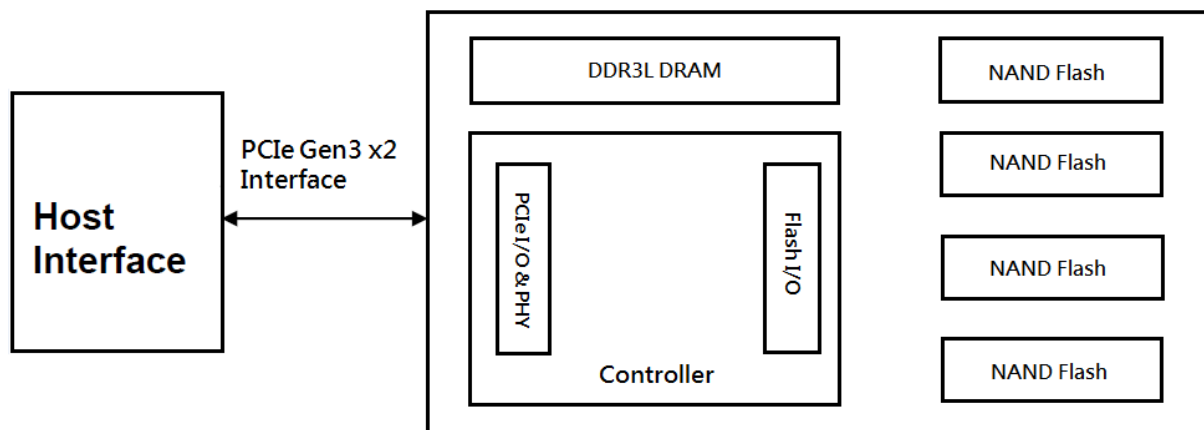 Host
Interface
PCIe Gen3 x2
Interface
DDR3L DRAM
PCIe I/O & PHY
Flash I/O
Controller
NAND Flash
NAND Flash
NAND Flash
NAND Flash